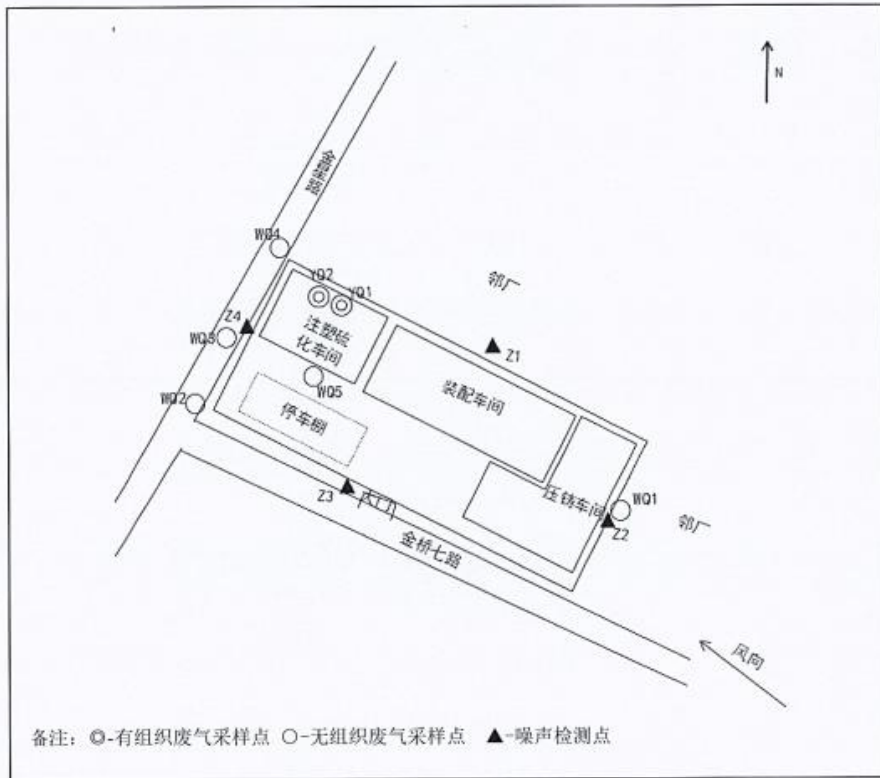 N
金昌路
WQ4
邻厂
YQ2
YQ1
Z4
注塑硫
化车间
WQ3
Z1
装配车间
WQ5
WQ2
停车棚
压铸车间
WQ1
Z3
大门
Z2
邻厂
金桥七路
风向
备注：◎-有组织废气采样点 ○-无组织废气采样点 ▲-噪声检测点